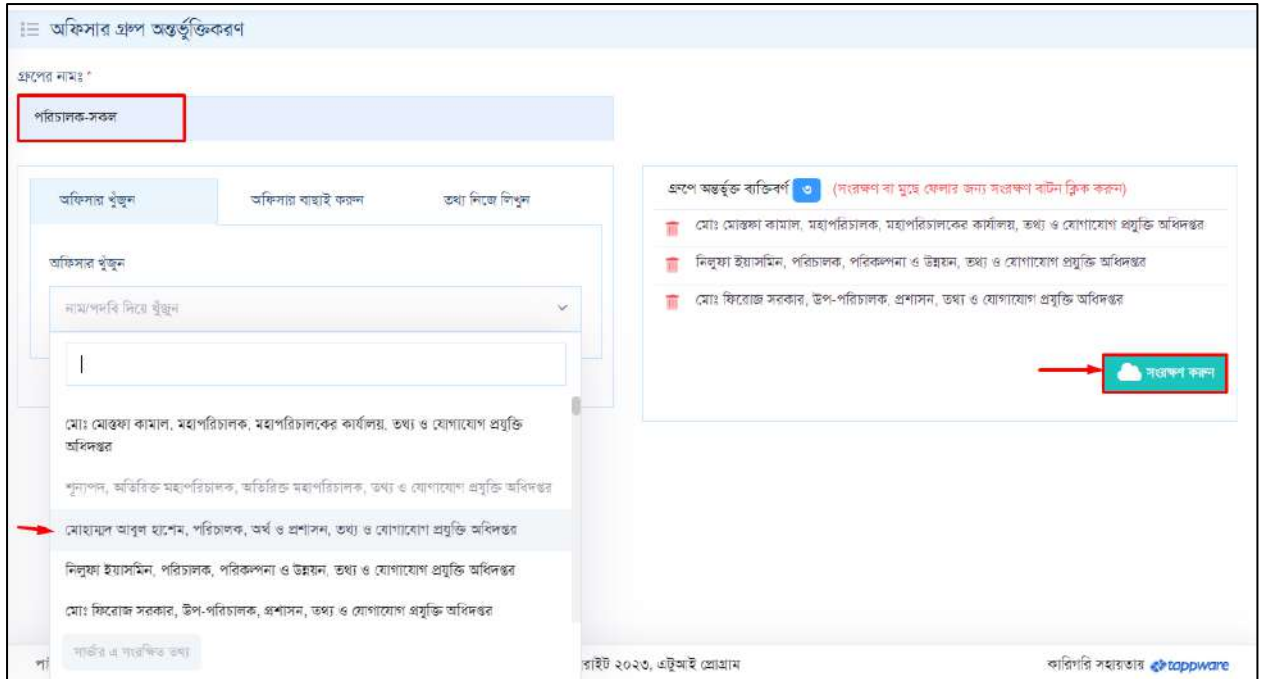 অফিসার গ্রুপ অন্তর্ভুক্তিকরণ
গ্রুপের নামঃ *
পরিচালক-সকল
অফিসার খুঁজুন
অফিসার বাছাই করুন
তথ্য নিজে লিখুন
অফিসার খুঁজুন
নাম/পদবি দিয়ে খুঁজুন
মোঃ মোস্তফা কামাল, মহাপরিচালক, মহাপরিচালকের কার্যালয়, তথ্য ও যোগাযোগ প্রযুক্তি
অধিদপ্তর
শূন্যপদ, অতিরিক্ত মহাপরিচালক, অতিরিক্ত মহাপরিচালক, তথ্য ও যোগাযোগ প্রযুক্তি অধিদপ্তর
মোহাম্মদ আবুল হাশেম, পরিচালক, অর্থ ও প্রশাসন, তথ্য ও যোগাযোগ প্রযুক্তি অধিদপ্তর
নিলুফা ইয়াসমিন, পরিচালক, পরিকল্পনা ও উন্নয়ন, তথ্য ও যোগাযোগ প্রযুক্তি অধিদপ্তর
মোঃ ফিরোজ সরকার, উপ-পরিচালক, প্রশাসন, তথ্য ও যোগাযোগ প্রযুক্তি অধিদপ্তর
সার্ভার এ সংরক্ষিত তথ্য
গ্রুপে অন্তর্ভুক্ত ব্যক্তিবর্গ ৩ (সংরক্ষণ বা মুছে ফেলার জন্য সংরক্ষণ বাটন ক্লিক করুন)
মোঃ মোস্তফা কামাল, মহাপরিচালক, মহাপরিচালকের কার্যালয়, তথ্য ও যোগাযোগ প্রযুক্তি অধিদপ্তর
নিলুফা ইয়াসমিন, পরিচালক, পরিকল্পনা ও উন্নয়ন, তথ্য ও যোগাযোগ প্রযুক্তি অধিদপ্তর
মোঃ ফিরোজ সরকার, উপ-পরিচালক, প্রশাসন, তথ্য ও যোগাযোগ প্রযুক্তি অধিদপ্তর
সংরক্ষণ করুন
২০২৩, এটুআই প্রোগ্রাম
কারিগরি সহায়তায় tappware